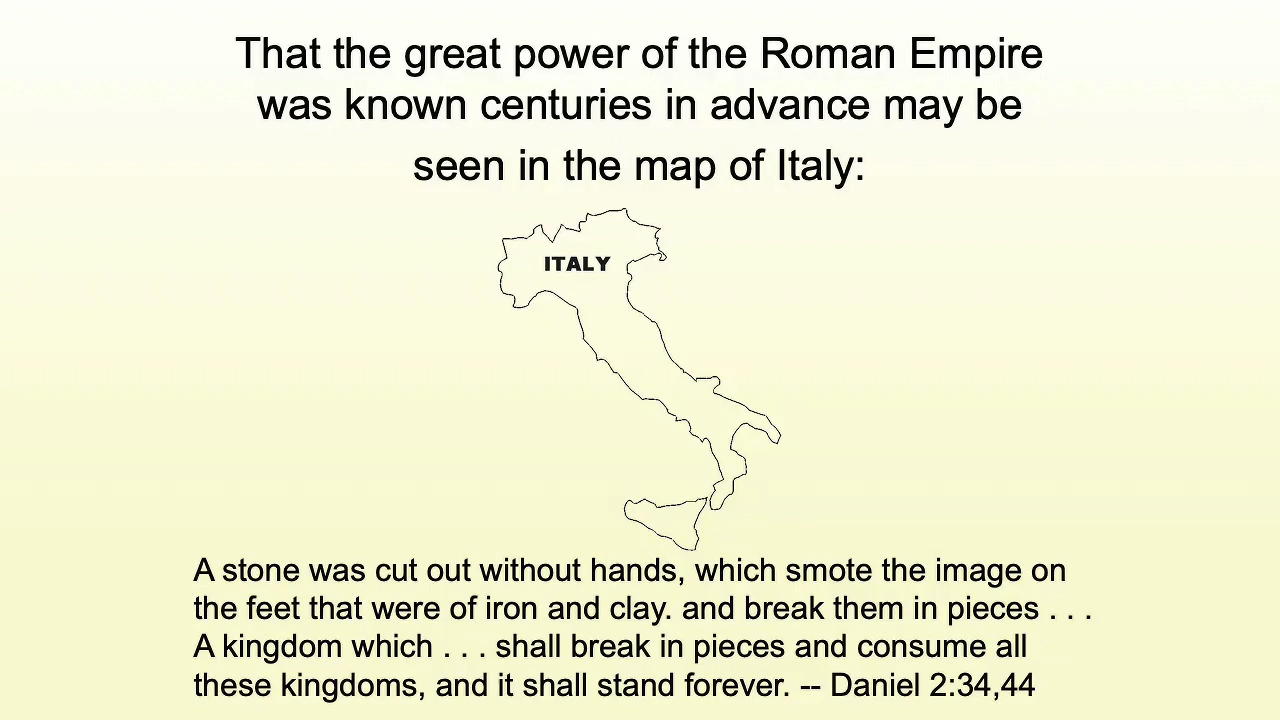 That the great power of the Roman Empire
was known centuries in advance may be
seen in the map of Italy:
ITALY
A stone was cut out without hands, which smote the image on
the feet that were of iron and clay. and break them in pieces . . .
A kingdom which . . . shall break in pieces and consume all
these kingdoms, and it shall stand forever. -- Daniel 2:34,44